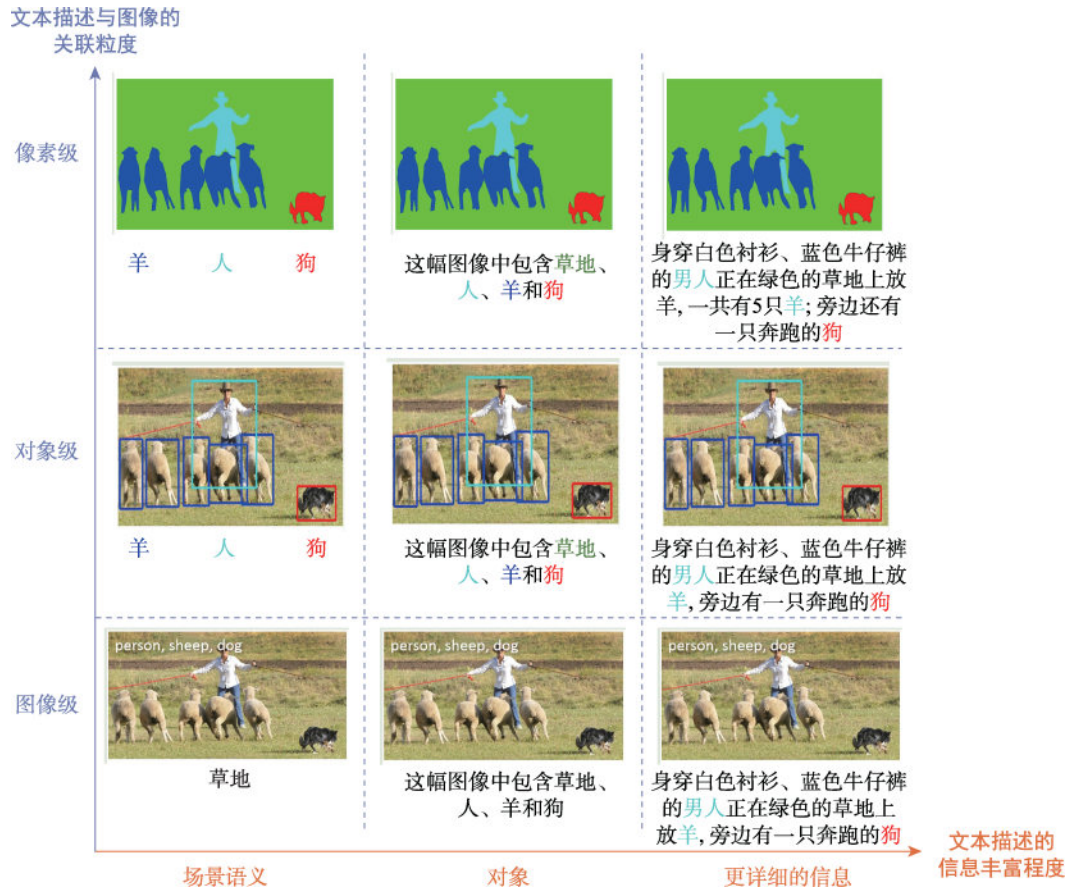 文本描述与图像的
关联粒度
像素级
羊 人 狗
这幅图像中包含草地、
人、羊和狗
身穿白色衬衫、蓝色牛仔裤
的男人正在绿色的草地上放
羊, 一共有5只羊; 旁边还有
一只奔跑的狗
对象级
羊 人 狗
这幅图像中包含草地、
人、羊和狗
身穿白色衬衫、蓝色牛仔裤
的男人正在绿色的草地上放
羊, 旁边有一只奔跑的狗
图像级
person, sheep, dog
草地
person, sheep, dog
这幅图像中包含草地、
人、羊和狗
person, sheep, dog
身穿白色衬衫、蓝色牛仔裤
的男人正在绿色的草地上
放羊, 旁边有一只奔跑的狗
场景语义
对象
更详细的信息
文本描述的
信息丰富程度